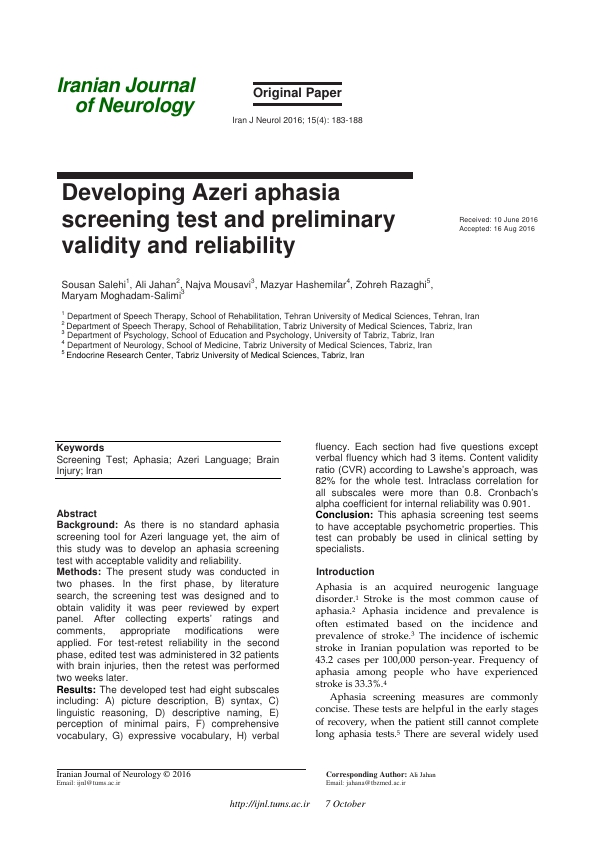 Iranian Journal
of Neurology
Original Paper
Iran J Neurol 2016; 15(4): 183-188
Developing Azeri aphasia
screening test and preliminary
validity and reliability
Received: 10 June 2016
Accepted: 16 Aug 2016
Sousan Salehi1, Ali Jahan2, Najva Mousavi3, Mazyar Hashemilar4, Zohreh Razaghi5,
Maryam Moghadam-Salimi3
1 Department of Speech Therapy, School of Rehabilitation, Tehran University of Medical Sciences, Tehran, Iran
2 Department of Speech Therapy, School of Rehabilitation, Tabriz University of Medical Sciences, Tabriz, Iran
3 Department of Psychology, School of Education and Psychology, University of Tabriz, Tabriz, Iran
4 Department of Neurology, School of Medicine, Tabriz University of Medical Sciences, Tabriz, Iran
5 Endocrine Research Center, Tabriz University of Medical Sciences, Tabriz, Iran
Keywords
Screening Test; Aphasia; Azeri Language; Brain
Injury; Iran
Abstract
Background: As there is no standard aphasia
screening tool for Azeri language yet, the aim of
this study was to develop an aphasia screening
test with acceptable validity and reliability.
Methods: The present study was conducted in
two phases. In the first phase, by literature
search, the screening test was designed and to
obtain validity it was peer reviewed by expert
panel. After collecting experts' ratings and
comments, appropriate modifications were
applied. For test-retest reliability in the second
phase, edited test was administered in 32 patients
with brain injuries, then the retest was performed
two weeks later.
Results: The developed test had eight subscales
including: A) picture description, B) syntax, C)
linguistic reasoning, D) descriptive naming, E)
perception of minimal pairs, F) comprehensive
vocabulary, G) expressive vocabulary, H) verbal
fluency. Each section had five questions except
verbal fluency which had 3 items. Content validity
ratio (CVR) according to Lawshe's approach, was
82% for the whole test. Intraclass correlation for
all subscales were more than 0.8. Cronbach's
alpha coefficient for internal reliability was 0.901.
Conclusion: This aphasia screening test seems
to have acceptable psychometric properties. This
test can probably be used in clinical setting by
specialists.
Introduction
Aphasia is an acquired neurogenic language
disorder.1 Stroke is the most common cause of
aphasia.2 Aphasia incidence and prevalence is
often estimated based on the incidence and
prevalence of stroke.3 The incidence of ischemic
stroke in Iranian population was reported to be
43.2 cases per 100,000 person-year. Frequency of
aphasia among people who have experienced
stroke is 33.3%.4
Aphasia screening measures are commonly
concise. These tests are helpful in the early stages
of recovery, when the patient still cannot complete
long aphasia tests.5 There are several widely used
Iranian Journal of Neurology © 2016
Email: ijnl@tums.ac.ir
Corresponding Author: Ali Jahan
Email: jahana@tbzmed.ac.ir
http://ijnl.tums.ac.ir 7 October